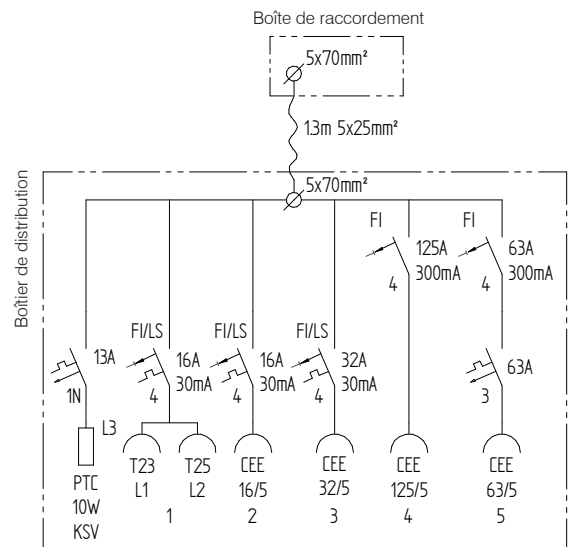 Boîte de raccordement
5x70mm²
1.3m 5x25mm²
Boîtier de distribution
5x70mm²
FI
125A
300mA
4
FI
63A
300mA
4
13A
1N
FI/LS
16A
30mA
4
FI/LS
16A
30mA
4
FI/LS
32A
30mA
4
63A
3
L3
PTC
10W
KSV
T23
L1
T25
L2
1
CEE
16/5
2
CEE
32/5
3
CEE
125/5
4
CEE
63/5
5